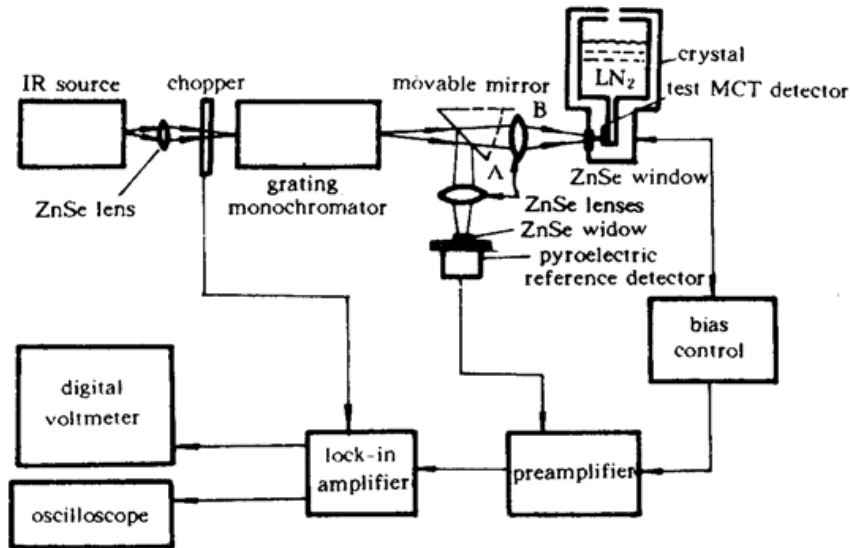 IR source
chopper
movable mirror
crystal
test MCT detector
LN₂
B
A
ZnSe lens
grating
monochromator
ZnSe window
ZnSe lenses
ZnSe widow
pyroelectric
reference detector
bias
control
digital
voltmeter
lock-in
amplifier
preamplifier
oscilloscope